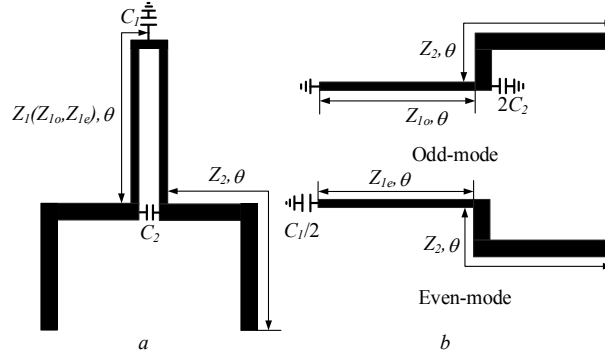 C₁
Z₁(Z₁ₒ,Z₁ₑ),θ
Z₂,θ
C₂
a
Z₂,θ
Z₁ₒ,θ
2C₂
Odd-mode
Z₁ₑ,θ
C₁/2
Z₂,θ
Even-mode
b